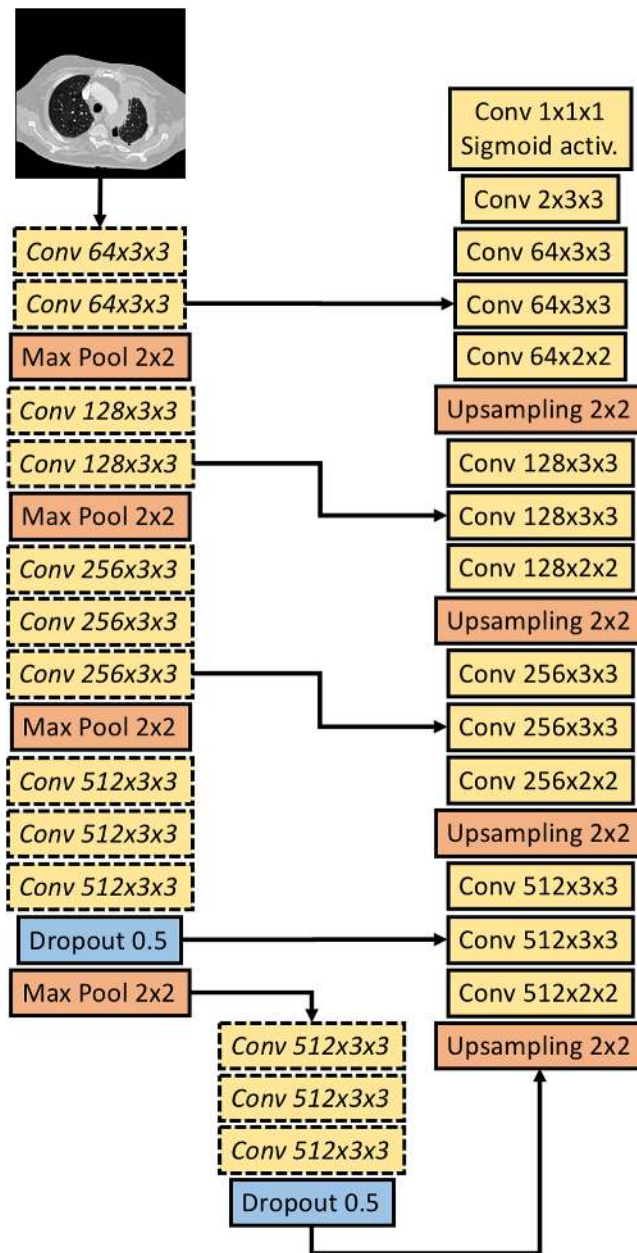 Conv 64x3x3
Conv 64x3x3
Max Pool 2x2
Conv 128x3x3
Conv 128x3x3
Max Pool 2x2
Conv 256x3x3
Conv 256x3x3
Conv 256x3x3
Max Pool 2x2
Conv 512x3x3
Conv 512x3x3
Conv 512x3x3
Dropout 0.5
Max Pool 2x2
Conv 512x3x3
Conv 512x3x3
Conv 512x3x3
Dropout 0.5
Conv 1x1x1
Sigmoid activ.
Conv 2x3x3
Conv 64x3x3
Conv 64x3x3
Conv 64x2x2
Upsampling 2x2
Conv 128x3x3
Conv 128x3x3
Conv 128x2x2
Upsampling 2x2
Conv 256x3x3
Conv 256x3x3
Conv 256x2x2
Upsampling 2x2
Conv 512x3x3
Conv 512x3x3
Conv 512x2x2
Upsampling 2x2